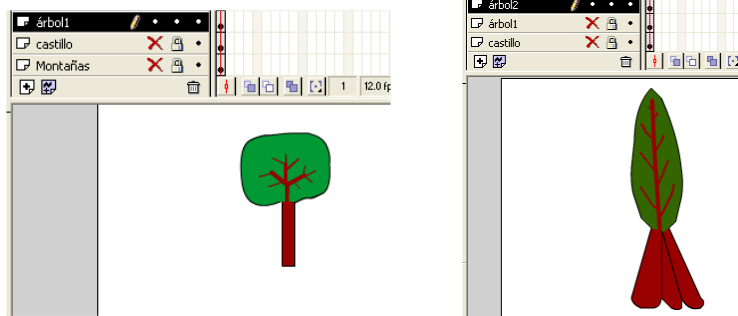 árbol1
castillo
Montañas
1 12.0 fp
árbol2
árbol1
castillo